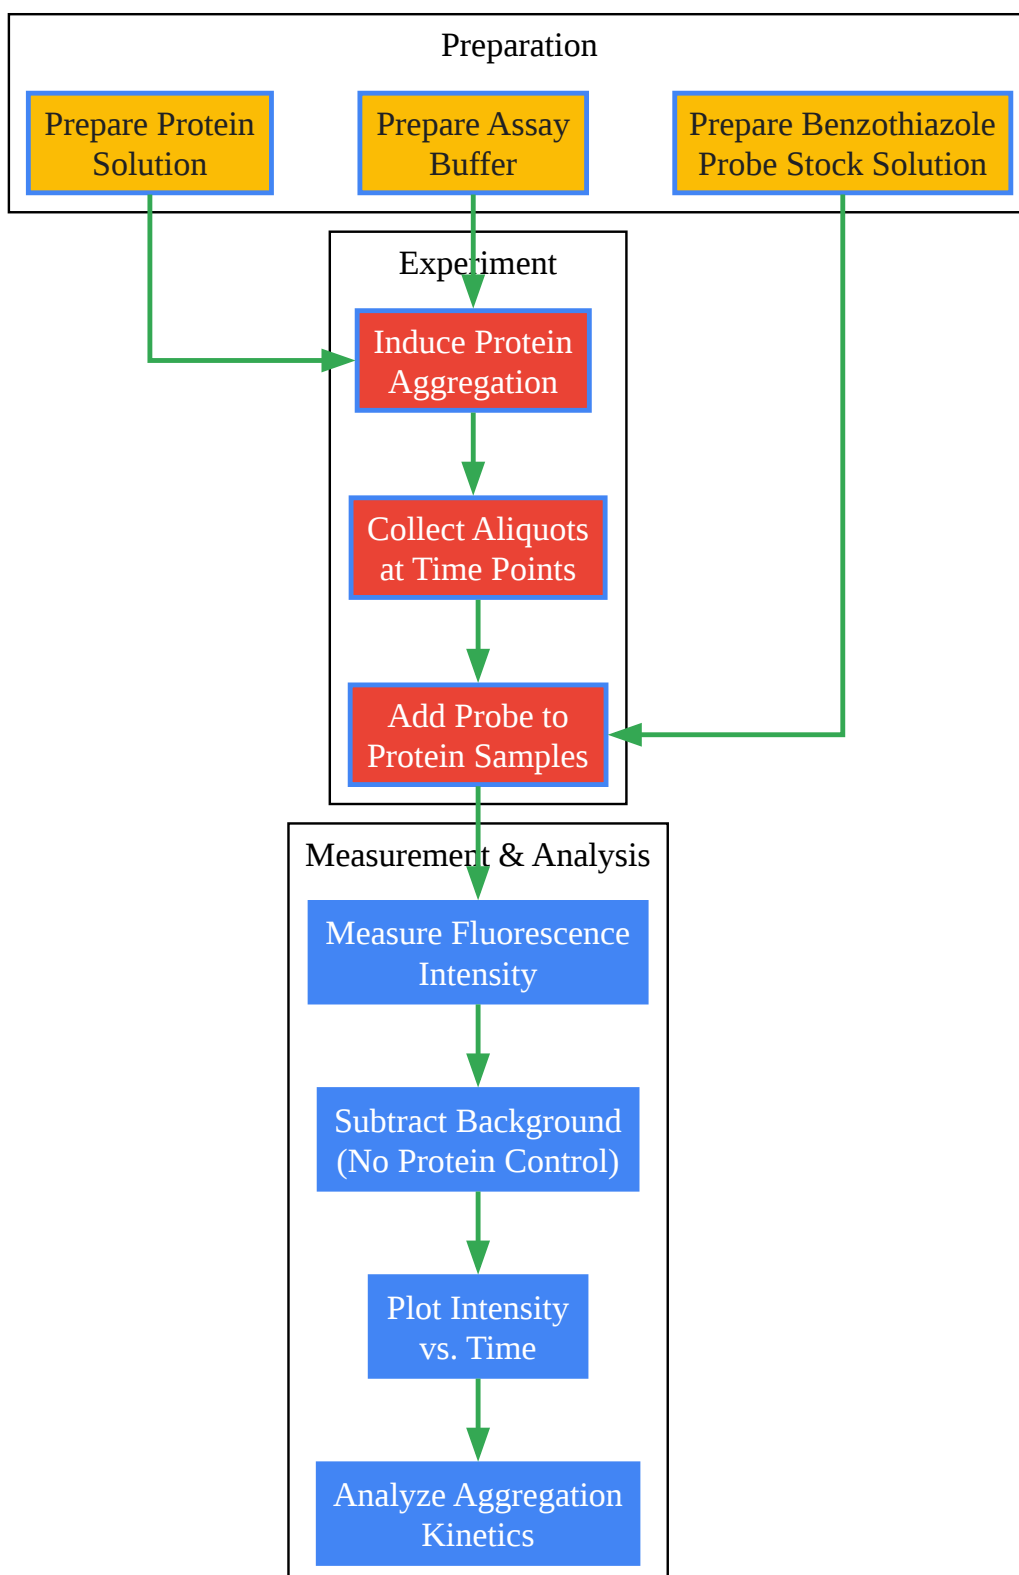 Preparation
Prepare Protein
Solution
Prepare Assay
Buffer
Prepare Benzothiazole
Probe Stock Solution
Experiment
Induce Protein
Aggregation
Collect Aliquots
at Time Points
Add Probe to
Protein Samples
Measurement & Analysis
Measure Fluorescence
Intensity
Subtract Background
(No Protein Control)
Plot Intensity
vs. Time
Analyze Aggregation
Kinetics